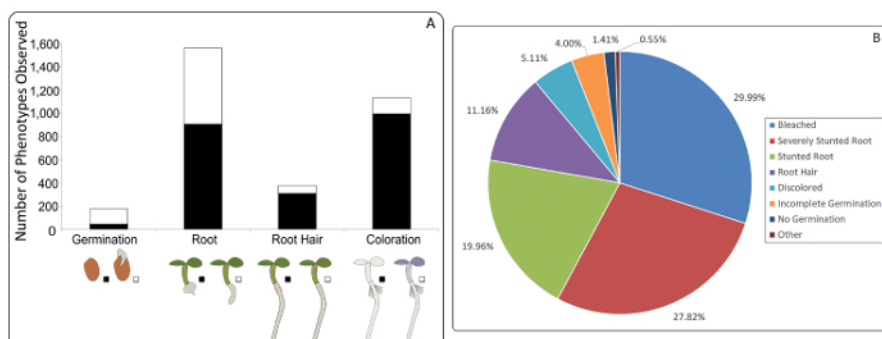 A
Number of Phenotypes Observed
1,600
1,400
1,200
1,000
800
600
400
200
0
Germination
Root
Root Hair
Coloration
B
0.55%
1.41%
4.00%
5.11%
11.16%
19.96%
27.82%
29.99%
Bleached
Severely Stunted Root
Stunted Root
Root Hair
Discolored
Incomplete Germination
No Germination
Other